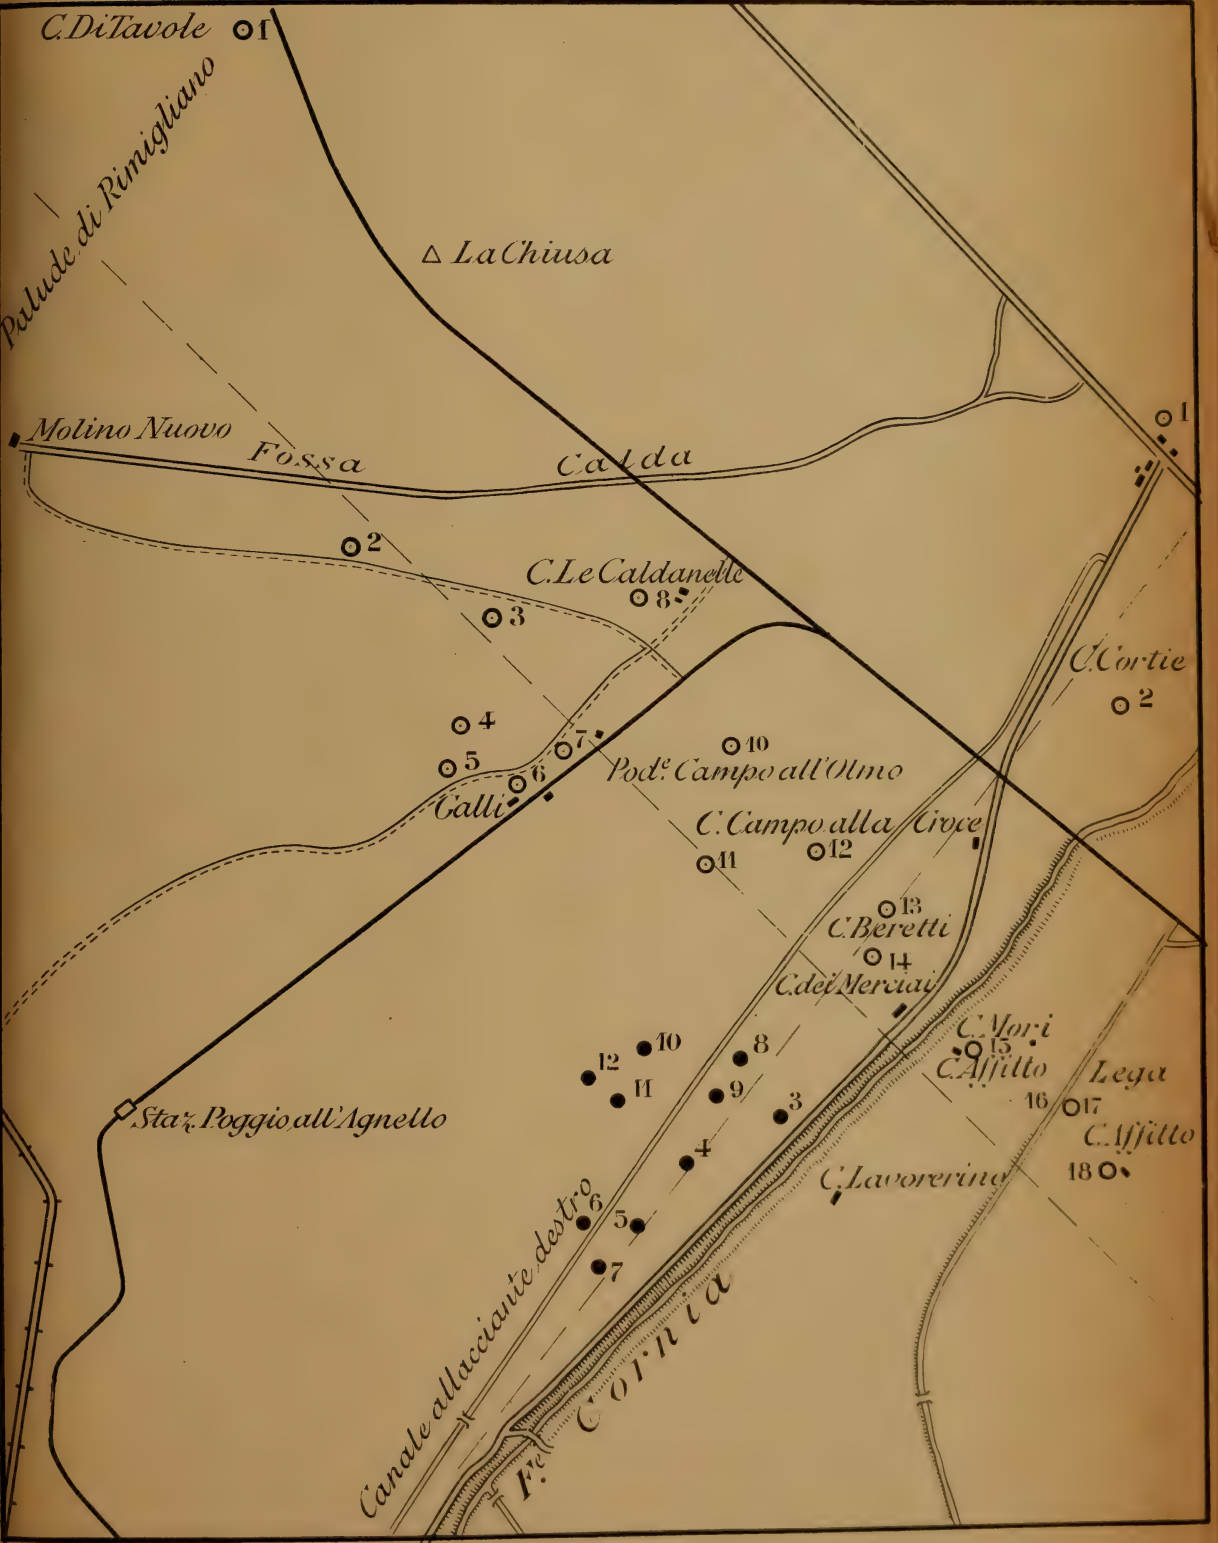 C. Di Tavole 1
Palude di Rimigliano
La Chiusa
Molino Nuovo
Fossa Calda
1
2
C. Le Caldanelle
8
3
C. Cortie
2
4
5
6
7
10
Pod.e Campo all'Olmo
Galli
C. Campo alla Croce
11
12
13
C. Beretti
14
C. dei Merciai
C. Mori
15
C. Affitto
Lega
10
12
11
8
9
3
16
17
C. Affitto
18
Staz. Poggio all'Agnello
4
C. Lavorerino
6
5
7
Canale allacciante destro
F.e Cornia